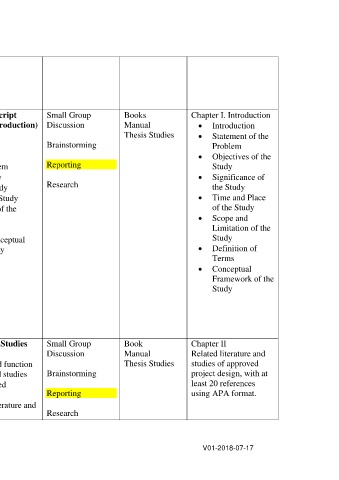 cript
roduction)
em
y
dy
Study
f the
ceptual
y
Small Group
Discussion
Brainstorming
Reporting
Research
Books
Manual
Thesis Studies
Chapter I. Introduction
• Introduction
• Statement of the
Problem
• Objectives of the
Study
• Significance of
the Study
• Time and Place
of the Study
• Scope and
Limitation of the
Study
• Definition of
Terms
• Conceptual
Framework of the
Study
Studies
d function
l studies
ed
erature and
Small Group
Discussion
Brainstorming
Reporting
Research
Book
Manual
Thesis Studies
Chapter II
Related literature and
studies of approved
project design, with at
least 20 references
using APA format.
V01-2018-07-17